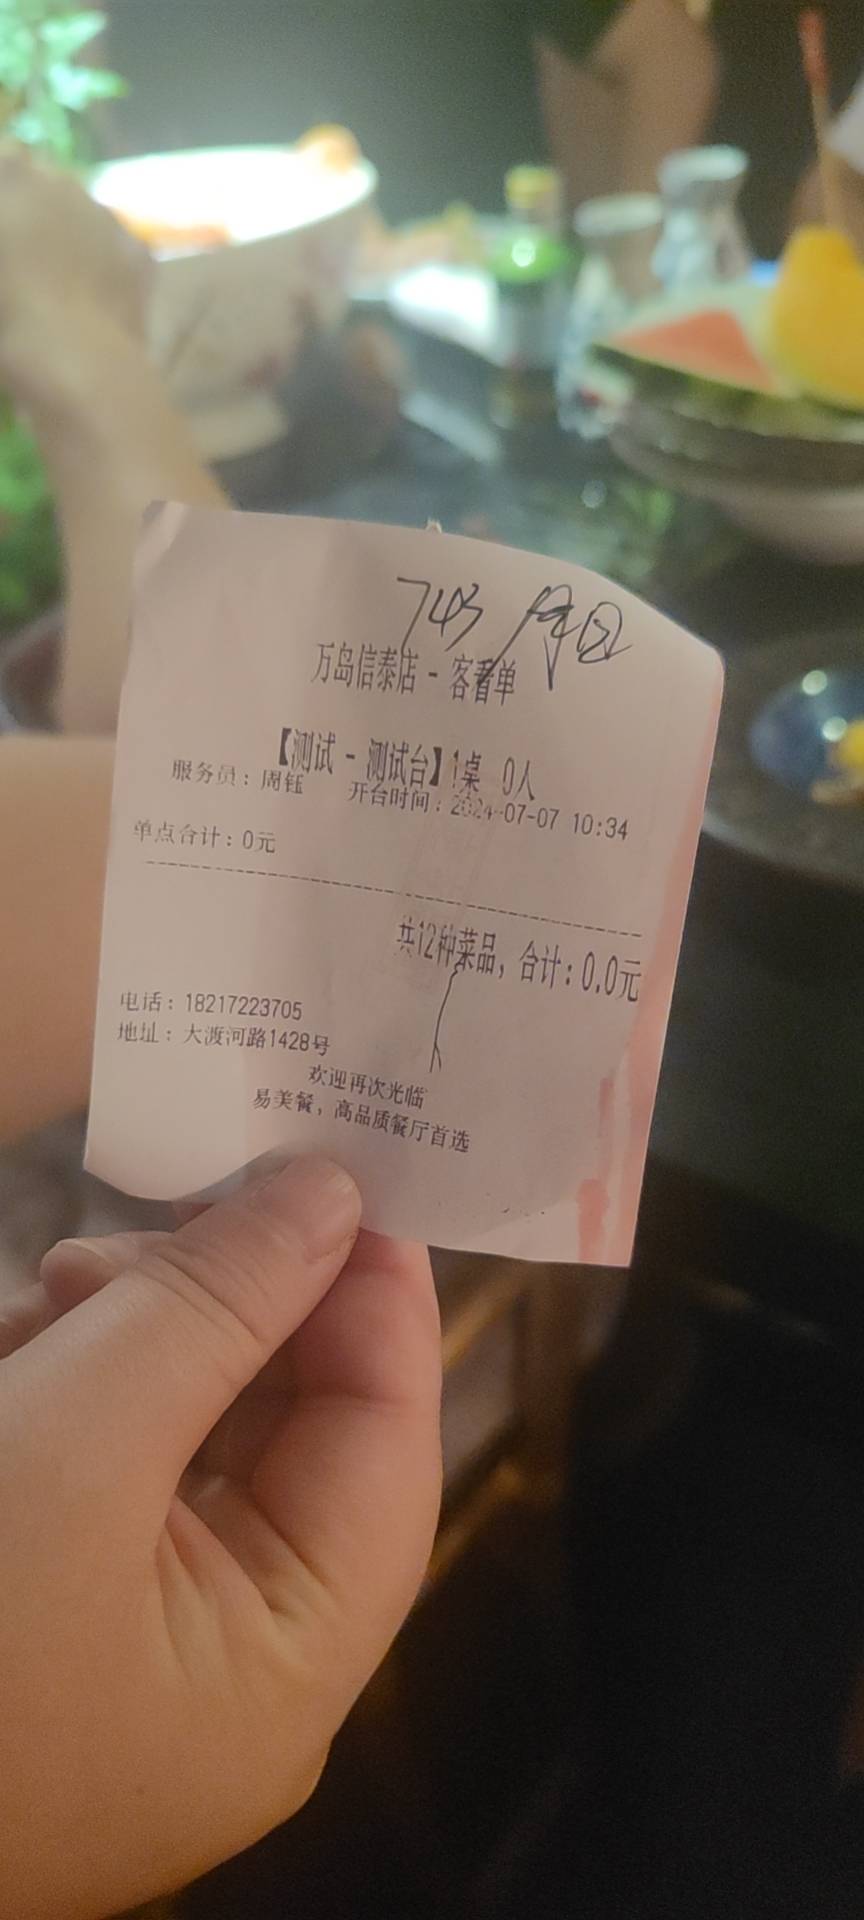 743
万岛信泰店 - 客看单
【测试 - 测试台】1桌 0人
服务员：周钰 开台时间：2024-07-07 10:34
单点合计：0元
共12种菜品，合计：0.0元
电话：18217223705
地址：大渡河路1428号
欢迎再次光临
易美餐，高品质餐厅首选